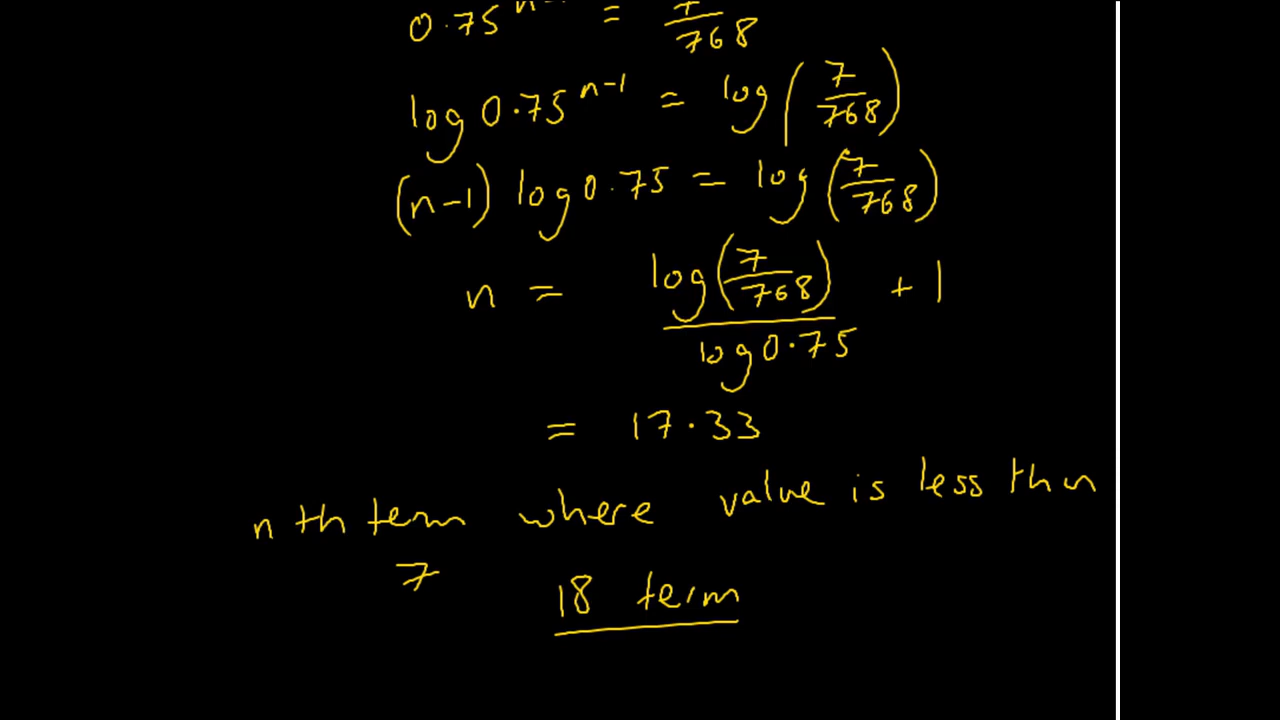 0.75^(n-1) = 7/768
log 0.75^(n-1) = log(7/768)
(n-1) log 0.75 = log(7/768)
n = log(7/768) / log 0.75 + 1
= 17.33
n th term where value is less than
7 18 term